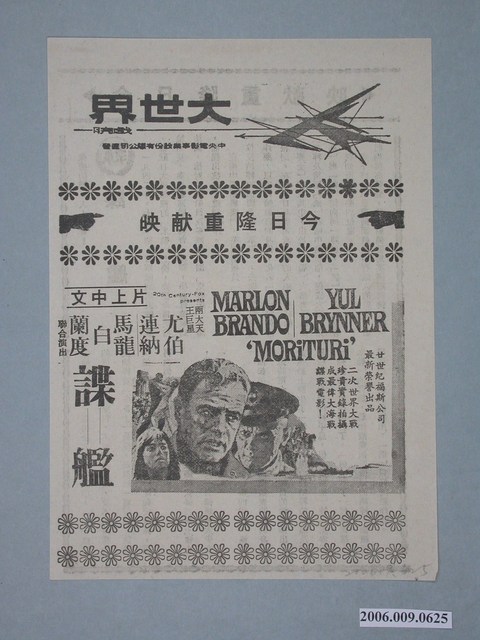 大世界
戲院
中央電影事業股份有限公司直營
今日隆重献映
片上中文
20th Century-Fox
presents
MARLON BRANDO
YUL BRYNNER
'MORiTURi'
兩大天王巨星
尤伯連納
馬龍白蘭度
聯合演出
諜艦
廿世紀福斯公司
最新榮譽出品
二次世界大戰
珍貴實錄拍攝
成最偉大海戰
諜戰電影！
2006.009.0625